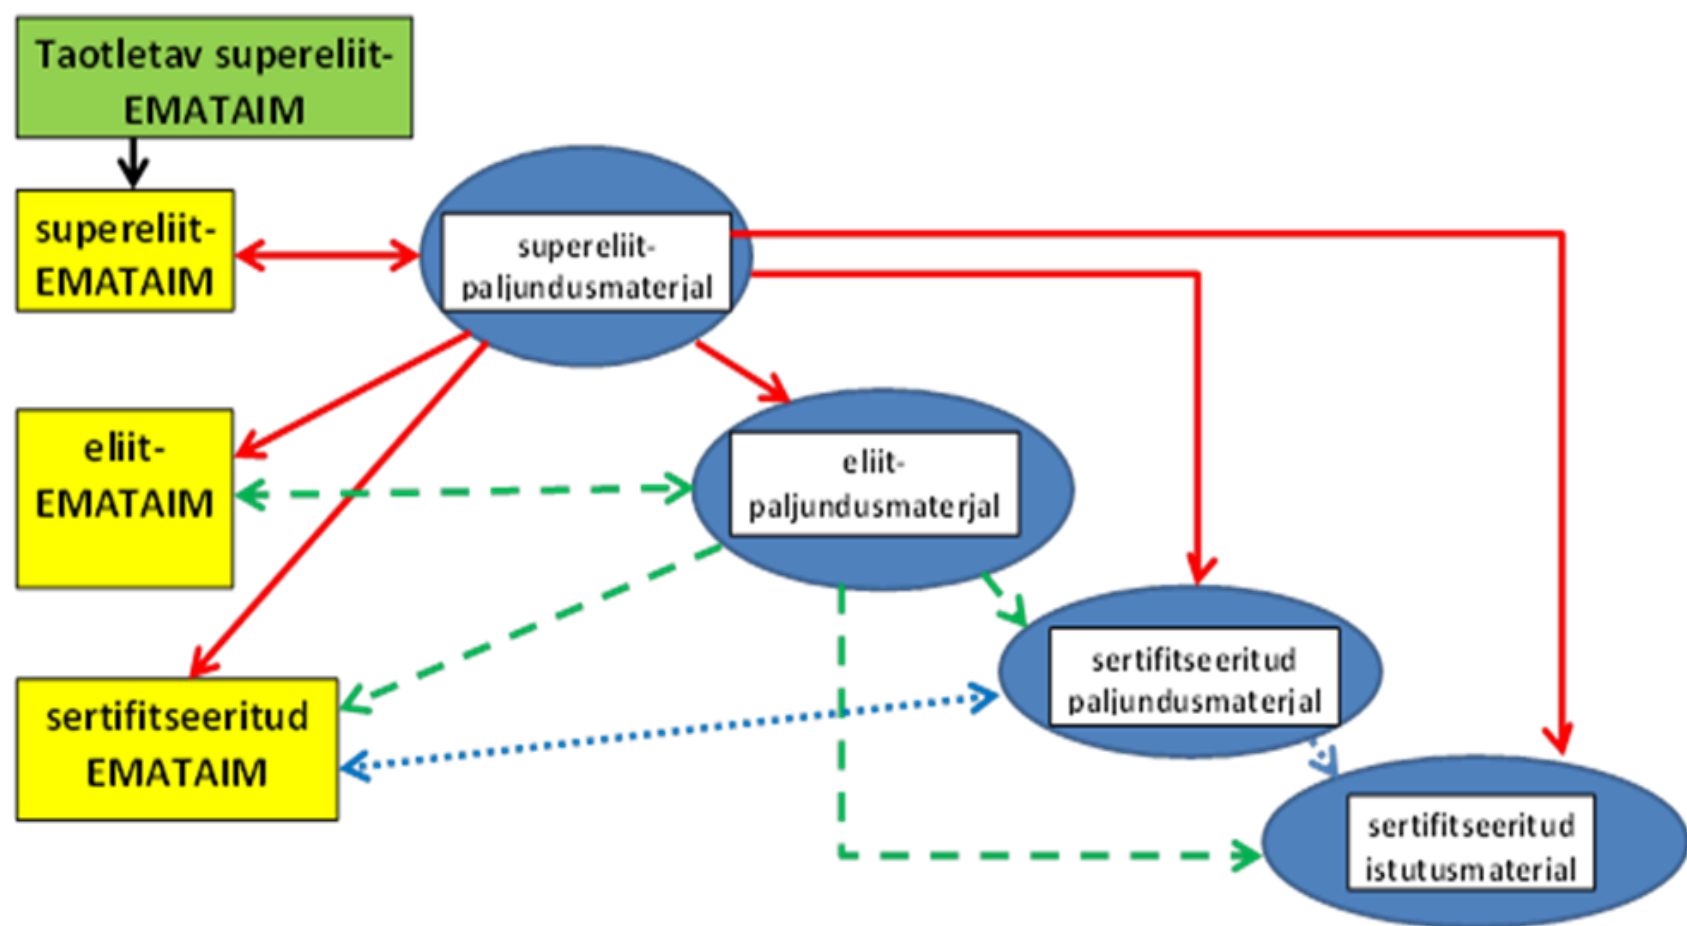 Taotletav supereliit-
EMATAIM
supereliit-
EMATAIM
supereliit-
paljundusmaterjal
eliit-
EMATAIM
eliit-
paljundusmaterjal
sertifitseeritud
EMATAIM
sertifitseeritud
paljundusmaterjal
sertifitseeritud
istutusmaterial